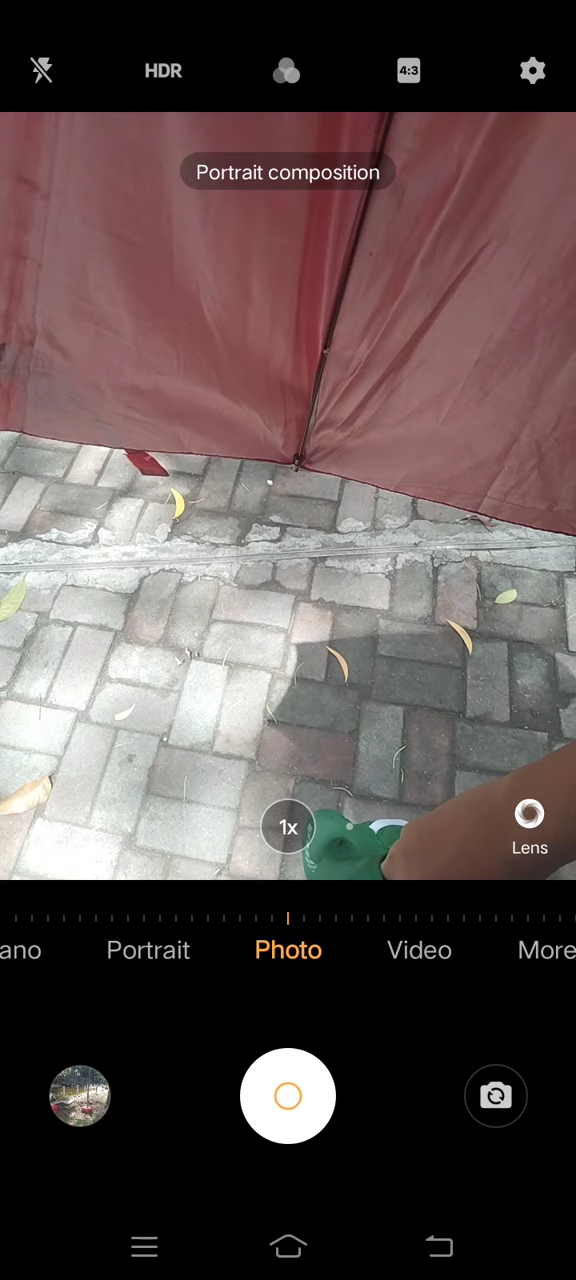 HDR
4:3
Portrait composition
1x
Lens
ano
Portrait
Photo
Video
More